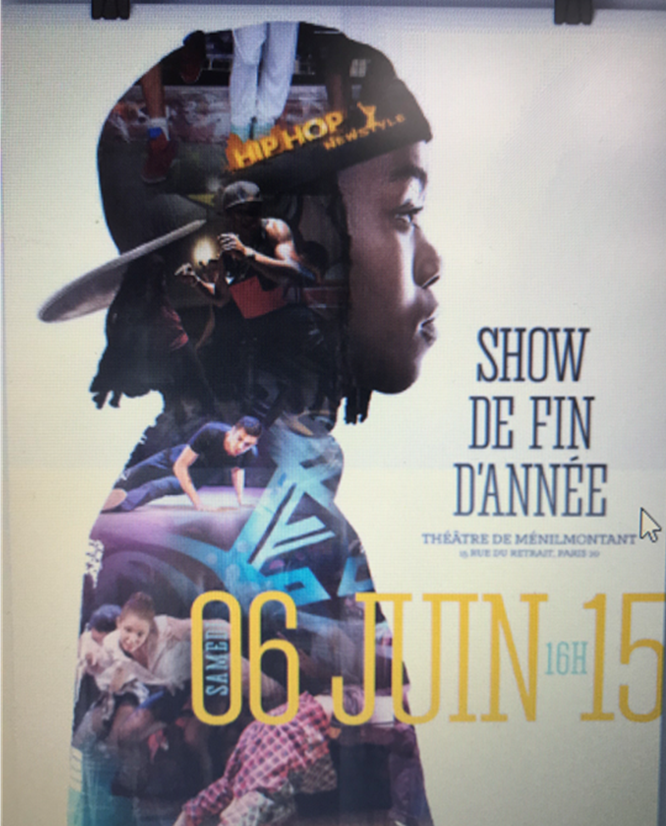 HIP HOP
NEWSTYLE
SHOW
DE FIN
D'ANNÉE
THÉÂTRE DE MÉNILMONTANT
15 RUE DU RETRAIT, PARIS 20
SAMEDI
06 JUIN 16H 15